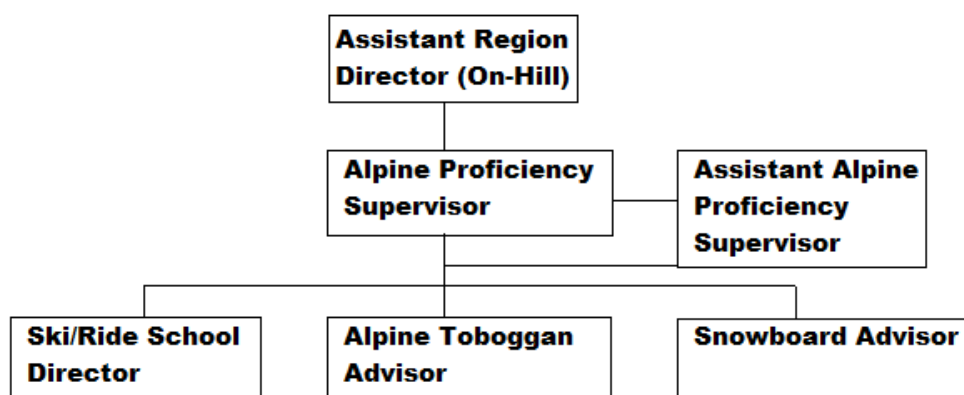 Assistant Region
Director (On-Hill)
Alpine Proficiency
Supervisor
Assistant Alpine
Proficiency
Supervisor
Ski/Ride School
Director
Alpine Toboggan
Advisor
Snowboard Advisor